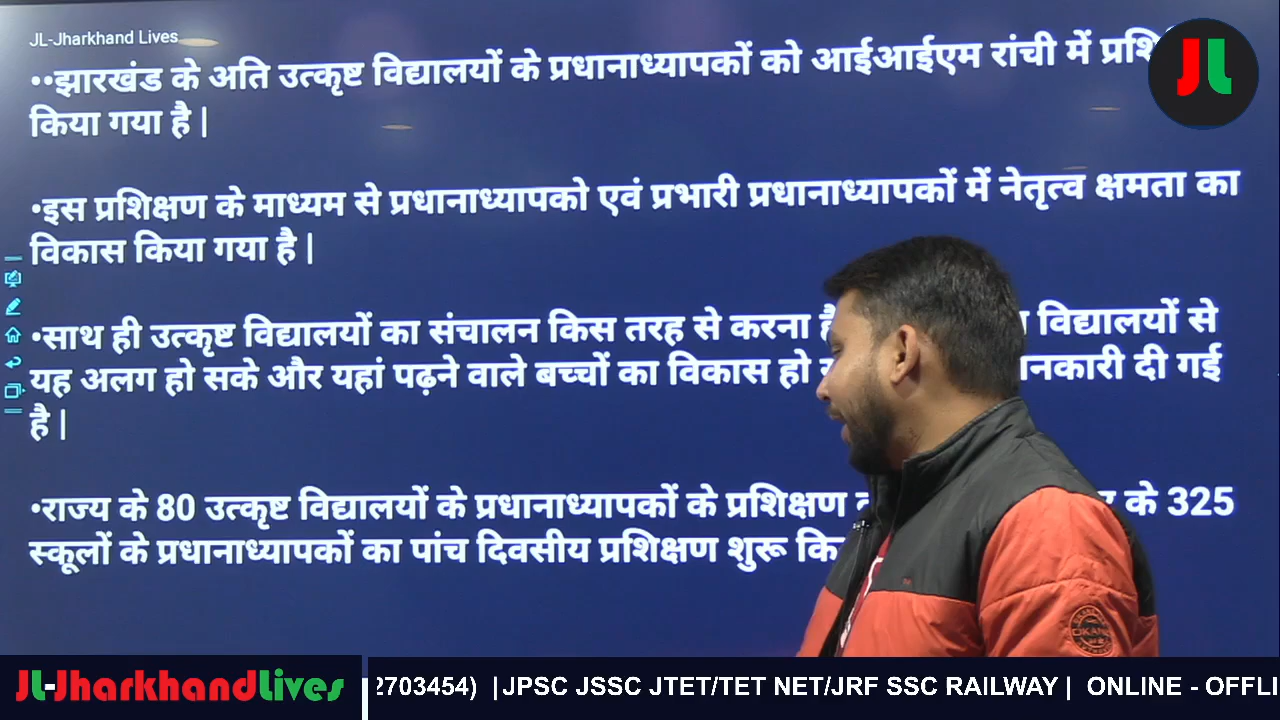 JL-Jharkhand Lives
••झारखंड के अति उत्कृष्ट विद्यालयों के प्रधानाध्यापकों को आईआईएम रांची में
किया गया है |
•इस प्रशिक्षण के माध्यम से प्रधानाध्यापको एवं प्रभारी प्रधानाध्यापकों में नेतृत्व क्षमता का
विकास किया गया है |
•साथ ही उत्कृष्ट विद्यालयों का संचालन किस तरह से करना विद्यालयों से
यह अलग हो सके और यहां पढ़ने वाले बच्चों का विकास हो दी गई
है |
•राज्य के 80 उत्कृष्ट विद्यालयों के प्रधानाध्यापकों के प्रशिक्षण के 325
स्कूलों के प्रधानाध्यापकों का पांच दिवसीय प्रशिक्षण शुरू
JL
OKANE
JL-JharkhandLives
2703454) |JPSC JSSC JTET/TET NET/JRF SSC RAILWAY | ONLINE - OFFLI